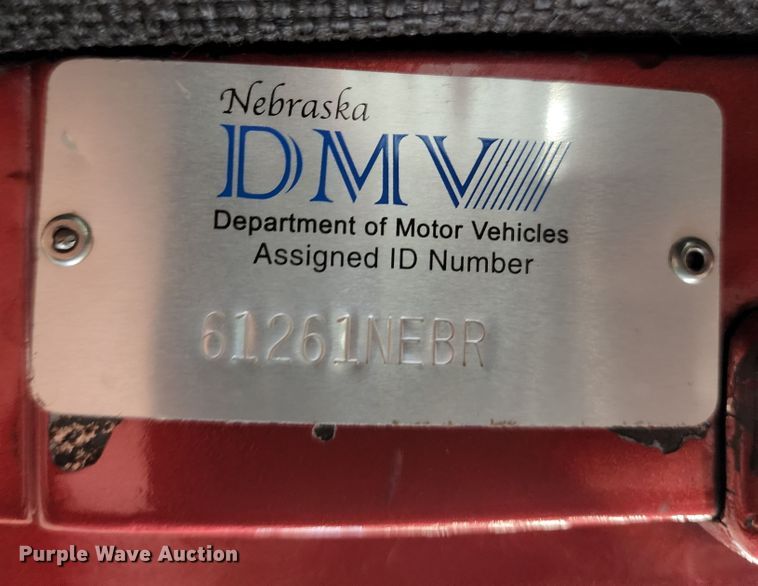 Nebraska
DMV
Department of Motor Vehicles
Assigned ID Number
61261NEBR
Purple Wave Auction